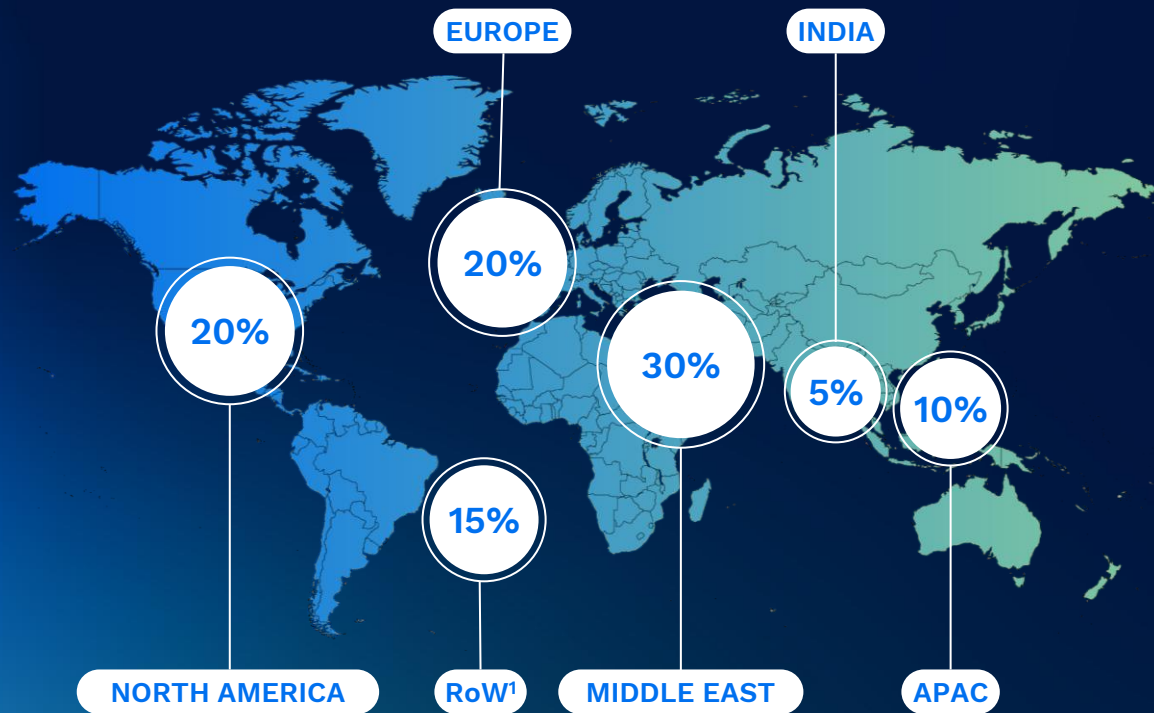 EUROPE
INDIA
20%
20%
30%
5%
10%
15%
NORTH AMERICA
RoW¹
MIDDLE EAST
APAC